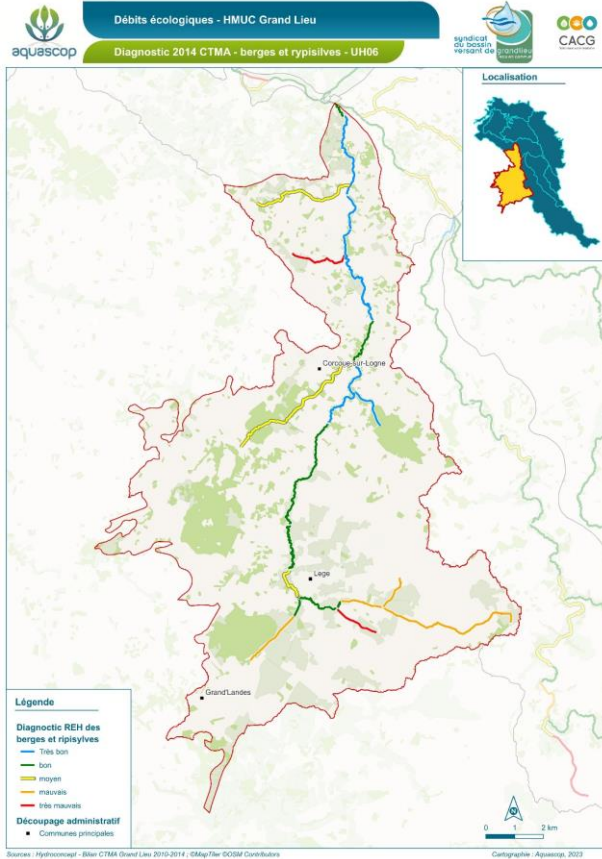 aquascop
Débits écologiques - HMUC Grand Lieu
Diagnostic 2014 CTMA - berges et rypisilves - UH06
syndicat
du bassin
versant de
grandlieu
CACG
Localisation
Corcoué-sur-Logne
Lege
Grand'Landes
Légende
Diagnoctic REH des
berges et ripisylves
Très bon
bon
moyen
mauvais
très mauvais
Découpage administratif
Communes principales
N
0 1 2 km
Sources : Hydroconcept - Bilan CTMA Grand Lieu 2010-2014 ; ©MapTiler ©OSM Contributors
Cartographie : Aquascop, 2023